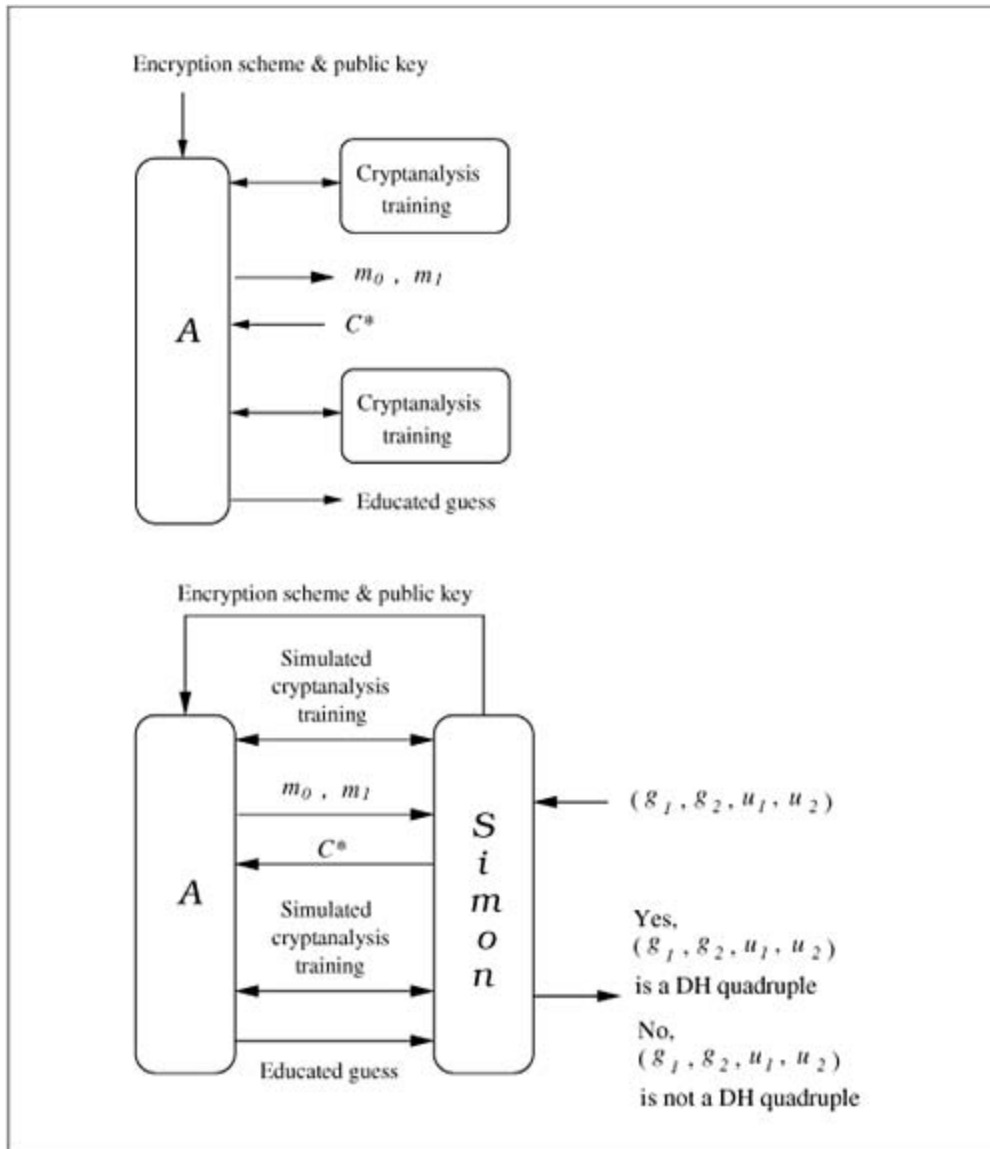 Encryption scheme & public key
Cryptanalysis
training
m0 , m1
C*
A
Cryptanalysis
training
Educated guess
Encryption scheme & public key
Simulated
cryptanalysis
training
m0 , m1
C*
A
Simulated
cryptanalysis
training
Educated guess
Simon
( g1 , g2 , u1 , u2 )
Yes,
( g1 , g2 , u1 , u2 )
is a DH quadruple
No,
( g1 , g2 , u1 , u2 )
is not a DH quadruple